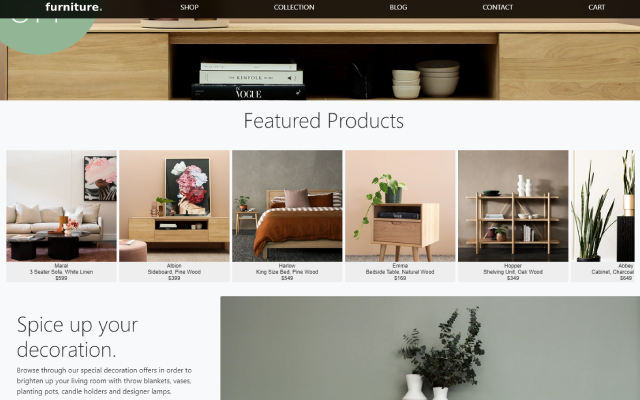 furniture.
SHOP
COLLECTION
BLOG
CONTACT
CART
THE KINFOLK
VOGUE
Featured Products
Marai
3 Seater Sofa, White Linen
$599
Albion
Sideboard, Pine Wood
$399
Harlow
King Size Bed, Pine Wood
$549
Emma
Bedside Table, Natural Wood
$169
Hopper
Shelving Unit, Oak Wood
$349
Abbey
Cabinet, Charcoal
$649
Spice up your
decoration.
Browse through our special decoration offers in order to
brighten up your living room with throw blankets, vases,
planting pots, candle holders and designer lamps.